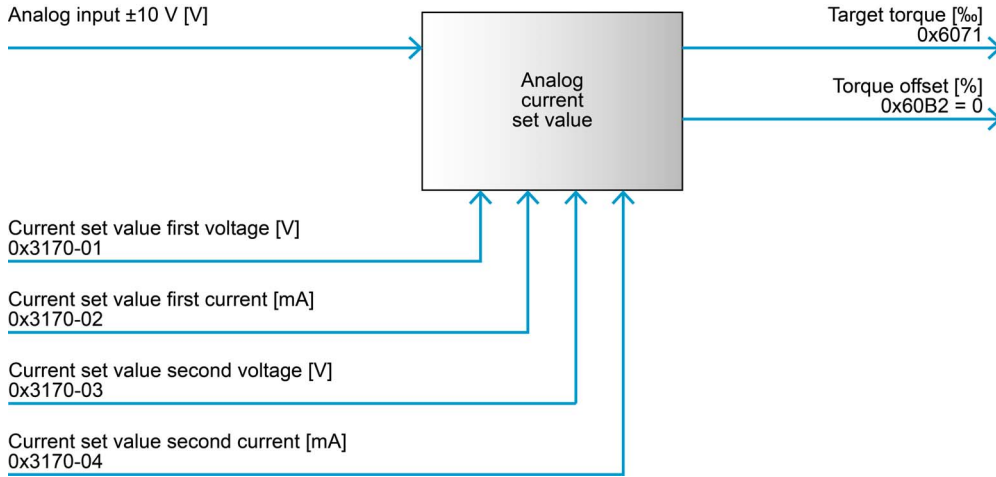 Analog input ±10 V [V]
Target torque [‰]
0x6071
Analog
current
set value
Torque offset [%]
0x60B2 = 0
Current set value first voltage [V]
0x3170-01
Current set value first current [mA]
0x3170-02
Current set value second voltage [V]
0x3170-03
Current set value second current [mA]
0x3170-04